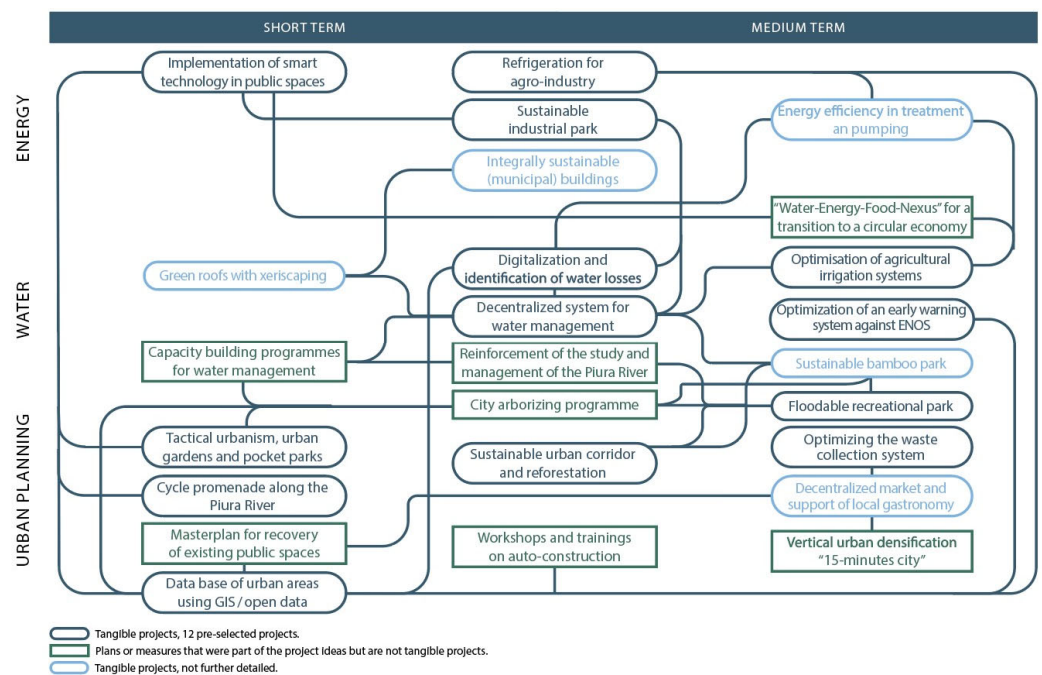 SHORT TERM
MEDIUM TERM
ENERGY
WATER
URBAN PLANNING
Implementation of smart
technology in public spaces
Refrigeration for
agro-industry
Sustainable
industrial park
Energy efficiency in treatment
an pumping
Integrally sustainable
(municipal) buildings
"Water-Energy-Food-Nexus" for a
transition to a circular economy
Green roofs with xeriscaping
Digitalization and
identification of water losses
Optimisation of agricultural
irrigation systems
Decentralized system for
water management
Optimization of an early warning
system against ENOS
Capacity building programmes
for water management
Reinforcement of the study and
management of the Piura River
Sustainable bamboo park
City arborizing programme
Floodable recreational park
Tactical urbanism, urban
gardens and pocket parks
Sustainable urban corridor
and reforestation
Optimizing the waste
collection system
Cycle promenade along the
Piura River
Decentralized market and
support of local gastronomy
Masterplan for recovery
of existing public spaces
Workshops and trainings
on auto-construction
Vertical urban densification
"15-minutes city"
Data base of urban areas
using GIS / open data
Tangible projects, 12 pre-selected projects.
Plans or measures that were part of the project ideas but are not tangible projects.
Tangible projects, not further detailed.